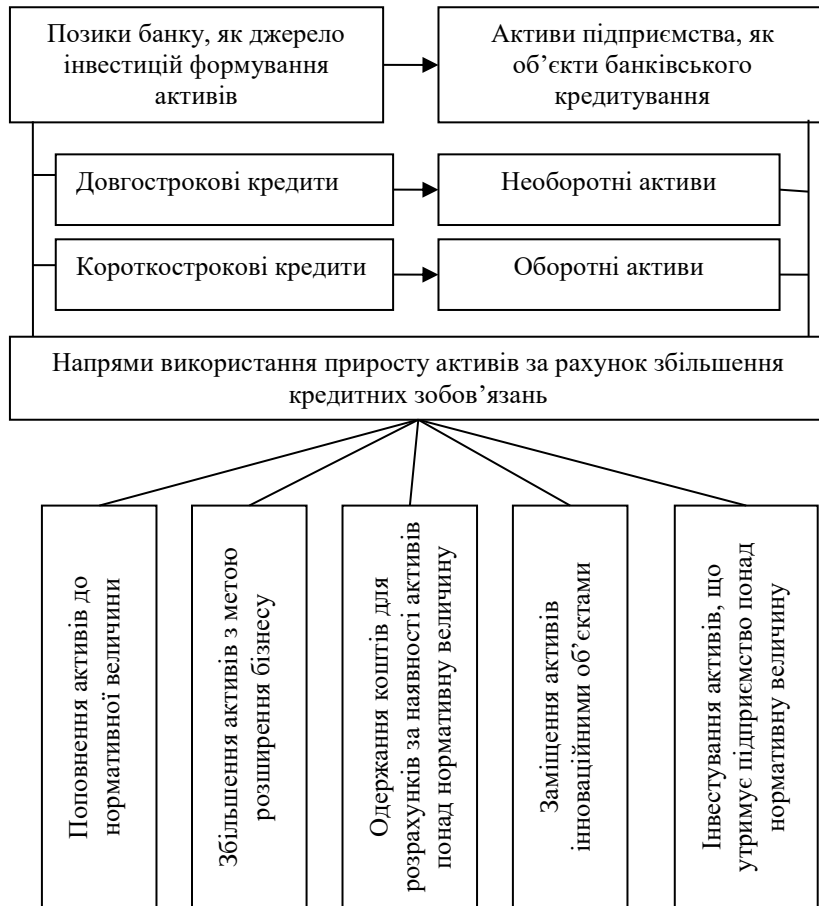 Позики банку, як джерело
інвестицій формування
активів
Активи підприємства, як
об’єкти банківського
кредитування
Довгострокові кредити
Необоротні активи
Короткострокові кредити
Оборотні активи
Напрями використання приросту активів за рахунок збільшення
кредитних зобов’язань
Поповнення активів до
нормативної величини
Збільшення активів з метою
розширення бізнесу
Одержання коштів для
розрахунків за наявності активів
понад нормативну величину
Заміщення активів
інноваційними об’єктами
Інвестування активів, що
утримує підприємство понад
нормативну величину